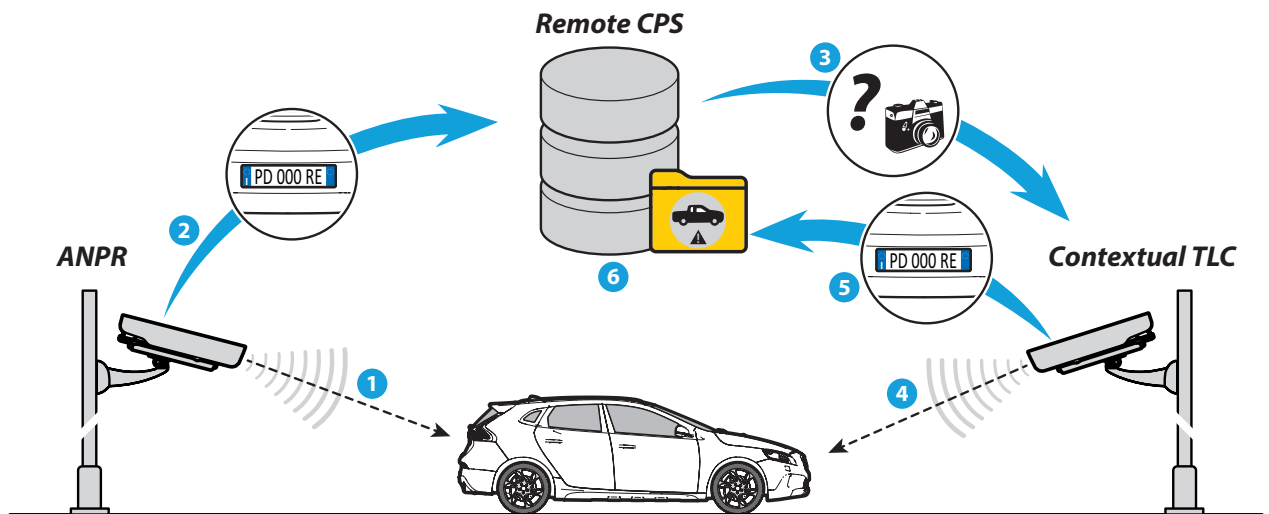 Remote CPS
3
?
I PD 000 RE
2
ANPR
I PD 000 RE
Contextual TLC
6
5
1
4